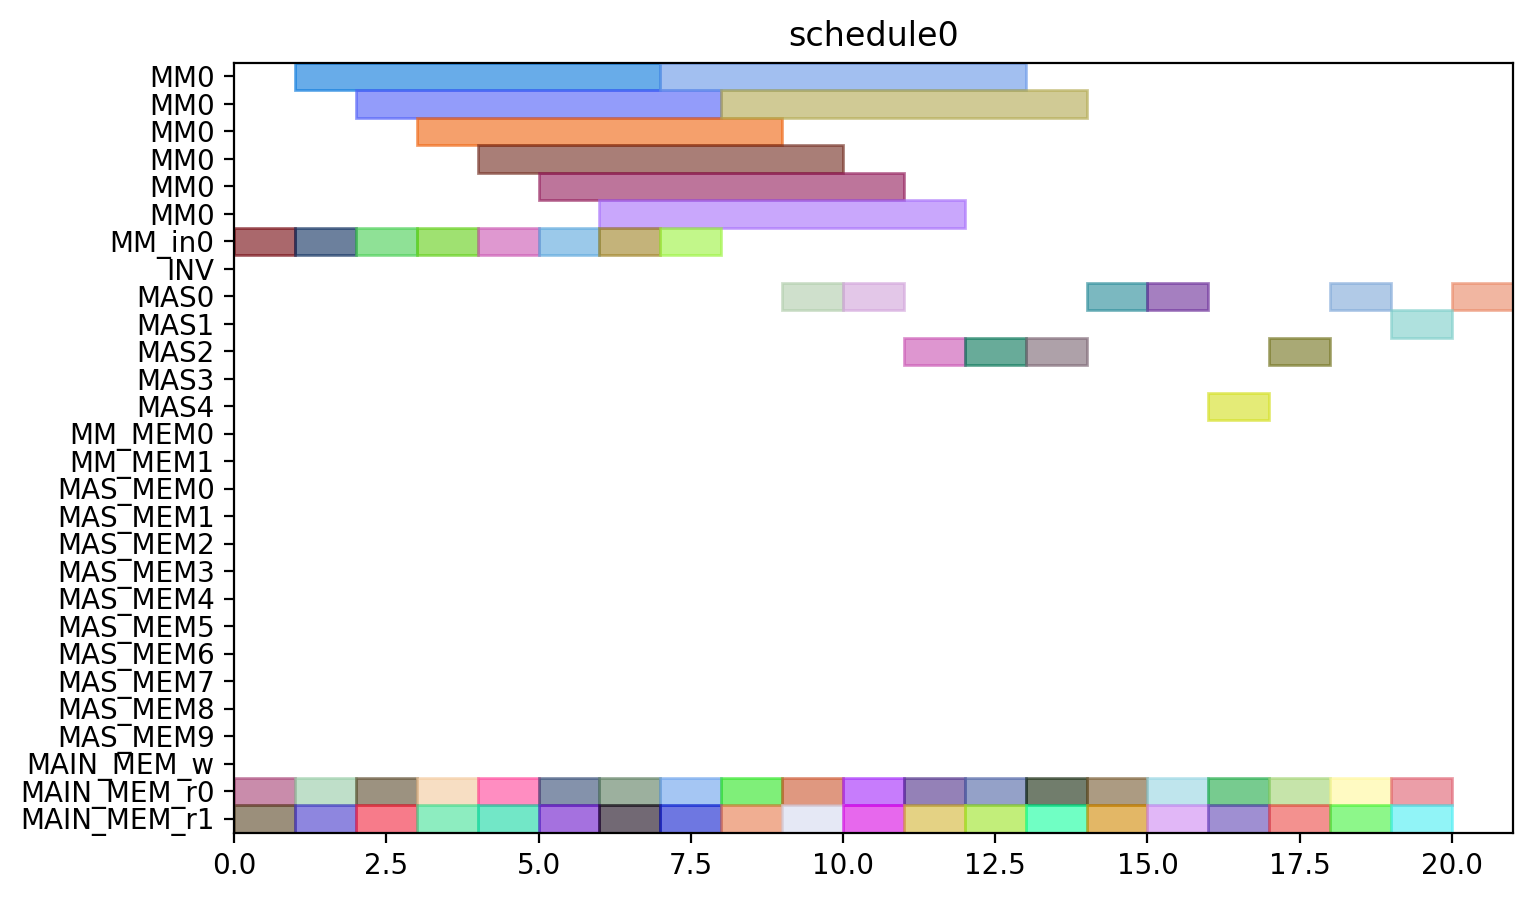 schedule0
MM0
MM0
MM0
MM0
MM0
MM0
MM_in0
INV
MAS0
MAS1
MAS2
MAS3
MAS4
MM_MEM0
MM_MEM1
MAS_MEM0
MAS_MEM1
MAS_MEM2
MAS_MEM3
MAS_MEM4
MAS_MEM5
MAS_MEM6
MAS_MEM7
MAS_MEM8
MAS_MEM9
MAIN_MEM_w
MAIN_MEM_r0
MAIN_MEM_r1
0.0 2.5 5.0 7.5 10.0 12.5 15.0 17.5 20.0